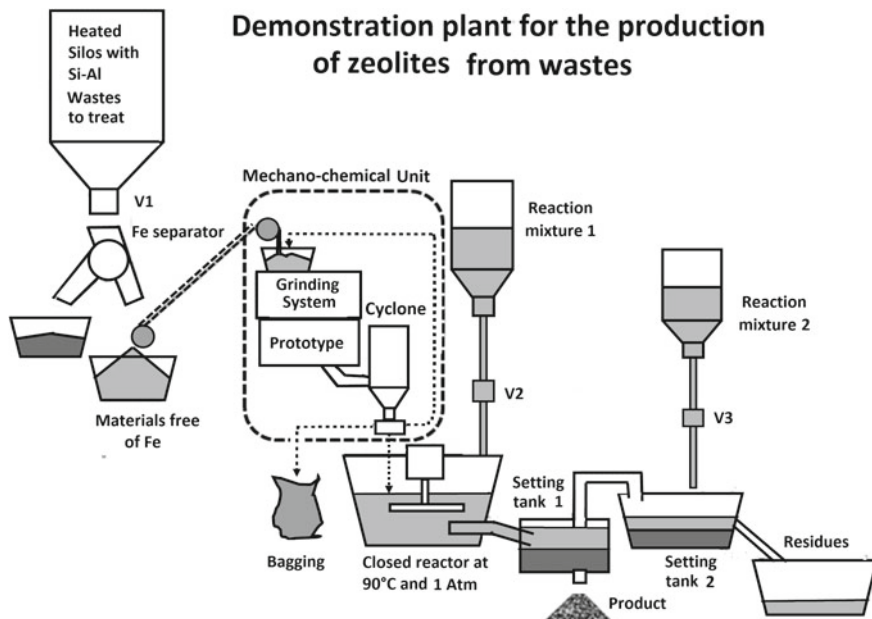 Demonstration plant for the production
of zeolites from wastes
Heated
Silos with
Si-Al
Wastes
to treat
V1
Fe separator
Materials free
of Fe
Mechano-chemical Unit
Grinding
System
Prototype
Cyclone
Bagging
Reaction
mixture 1
V2
Closed reactor at
90°C and 1 Atm
Setting
tank 1
Product
Reaction
mixture 2
V3
Setting
tank 2
Residues